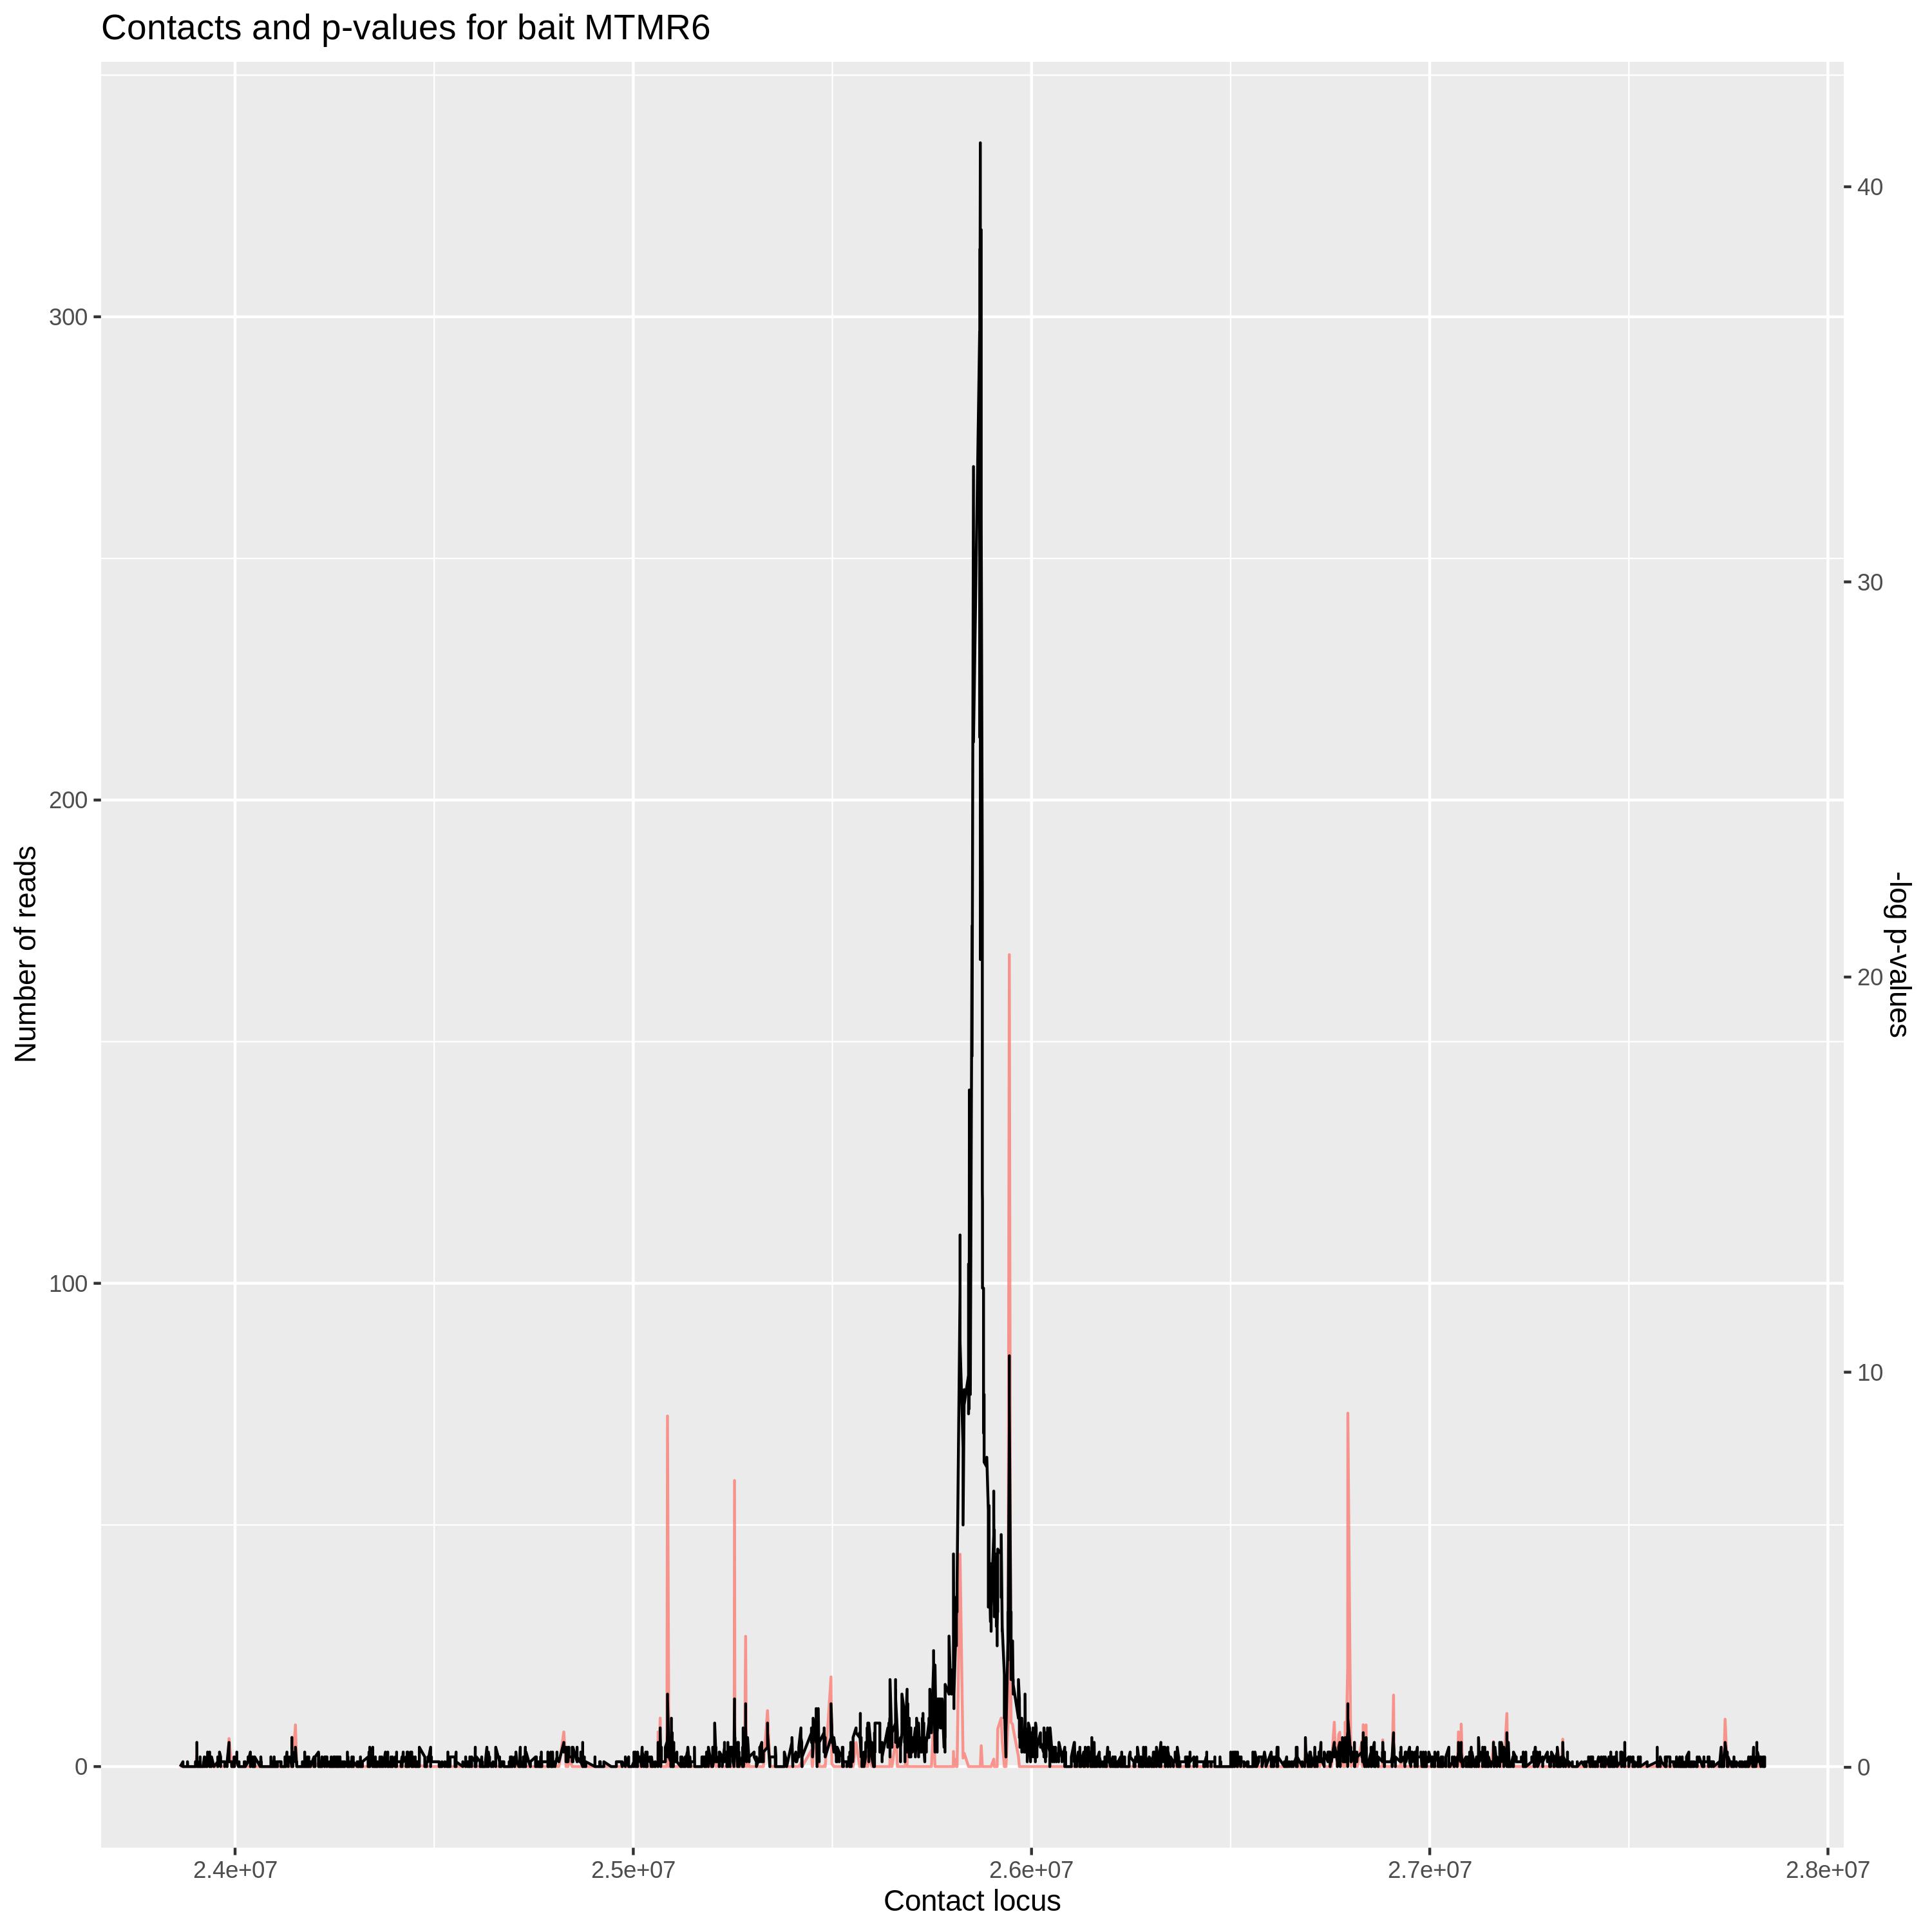 Contacts and p-values for bait MTMR6
300
200
100
0
Number of reads
40
30
20
10
0
-log p-values
2.4e+07
2.5e+07
2.6e+07
2.7e+07
2.8e+07
Contact locus